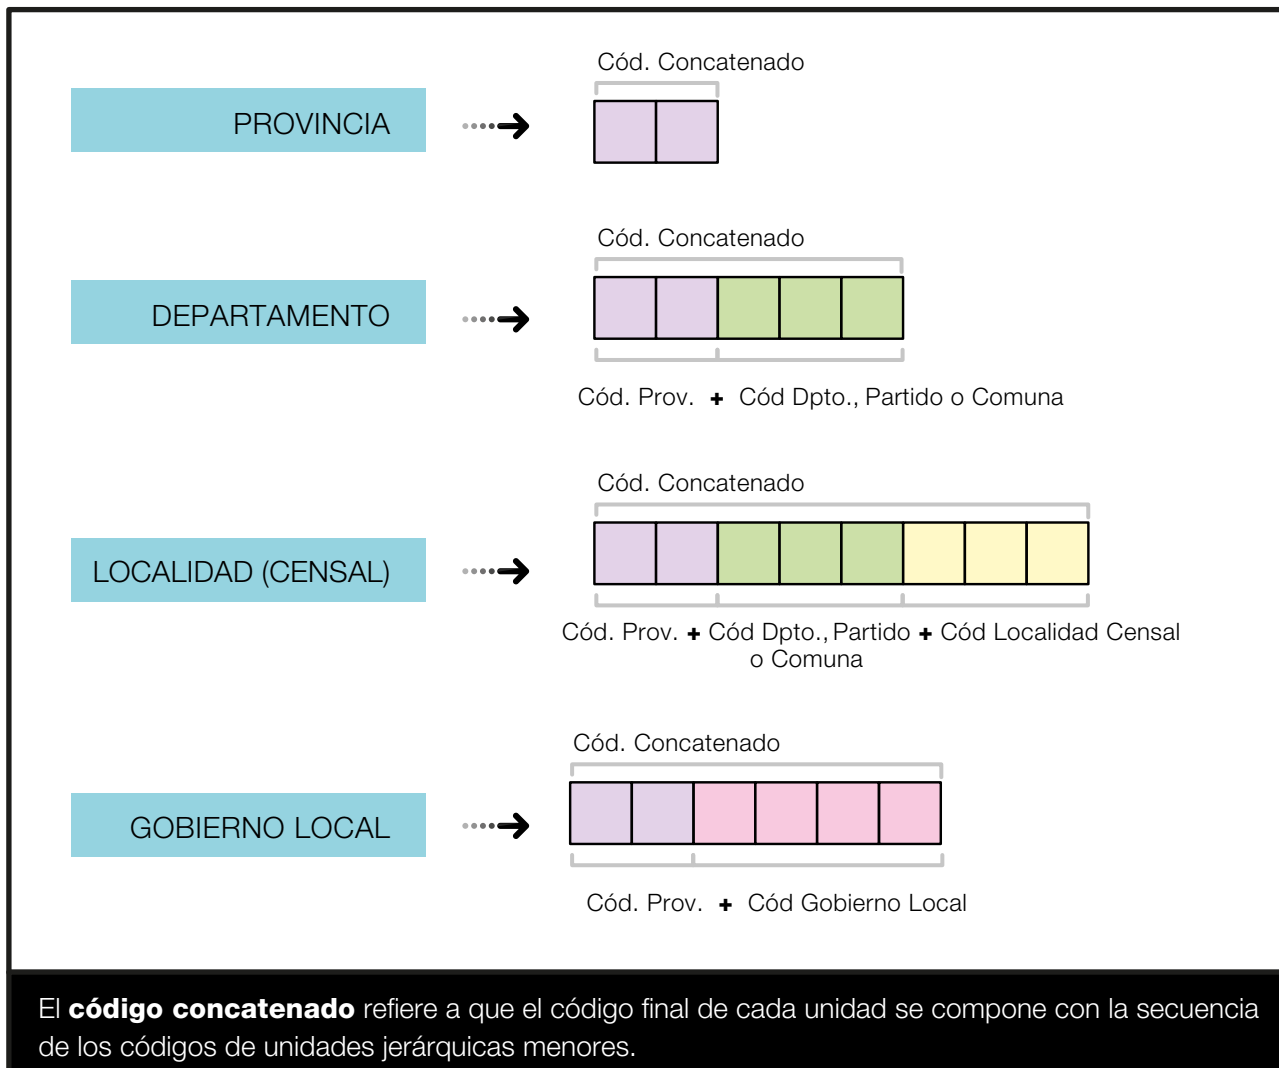 Cód. Concatenado
PROVINCIA
Cód. Concatenado
DEPARTAMENTO
Cód. Prov. + Cód Dpto., Partido o Comuna
Cód. Concatenado
LOCALIDAD (CENSAL)
Cód. Prov. + Cód Dpto., Partido + Cód Localidad Censal
o Comuna
Cód. Concatenado
GOBIERNO LOCAL
Cód. Prov. + Cód Gobierno Local
El código concatenado refiere a que el código final de cada unidad se compone con la secuencia
de los códigos de unidades jerárquicas menores.